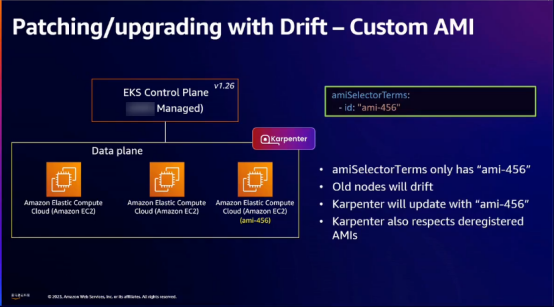 Patching/upgrading with Drift – Custom AMI
v1.26
EKS Control Plane
Managed)
amiSelectorTerms:
- id: "ami-456"
Karpenter
Data plane
Amazon Elastic Compute
Cloud (Amazon EC2)
Amazon Elastic Compute
Cloud (Amazon EC2)
Amazon Elastic Compute
Cloud (Amazon EC2)
(ami-456)
• amiSelectorTerms only has “ami-456”
• Old nodes will drift
• Karpenter will update with “ami-456”
• Karpenter also respects deregistered
AMIs
© 2023, Amazon Web Services, Inc. or its affiliates. All rights reserved.